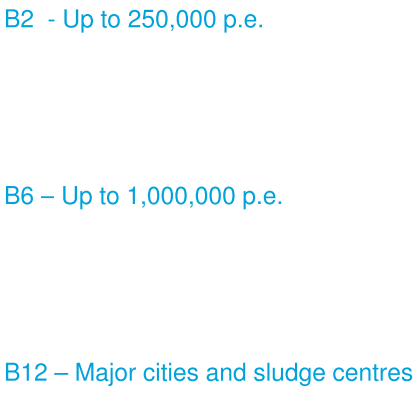 B2  - Up to 250,000 p.e.
B6 – Up to 1,000,000 p.e.
B12 – Major cities and sludge centres